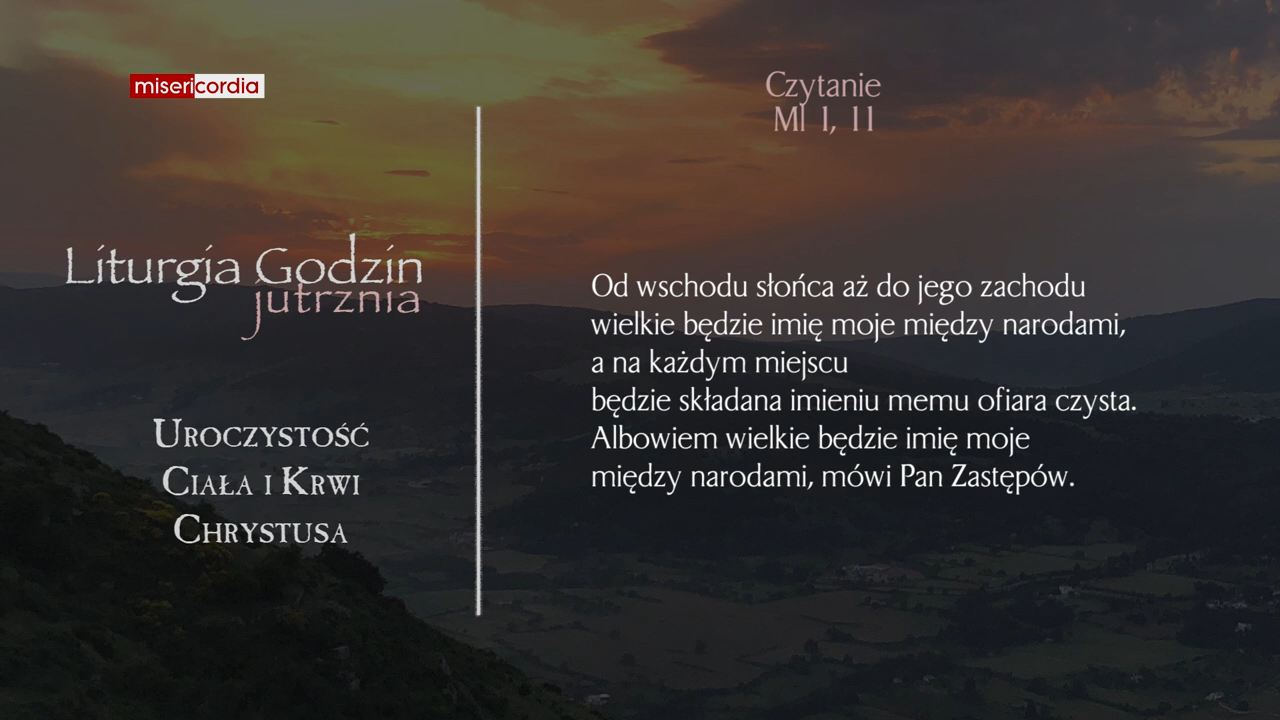 misericordia
Liturgia Godzin
jutrznia
Uroczystość
Ciała i Krwi
Chrystusa
Czytanie
Ml 1, 11
Od wschodu słońca aż do jego zachodu
wielkie będzie imię moje między narodami,
a na każdym miejscu
będzie składana imieniu memu ofiara czysta.
Albowiem wielkie będzie imię moje
między narodami, mówi Pan Zastępów.